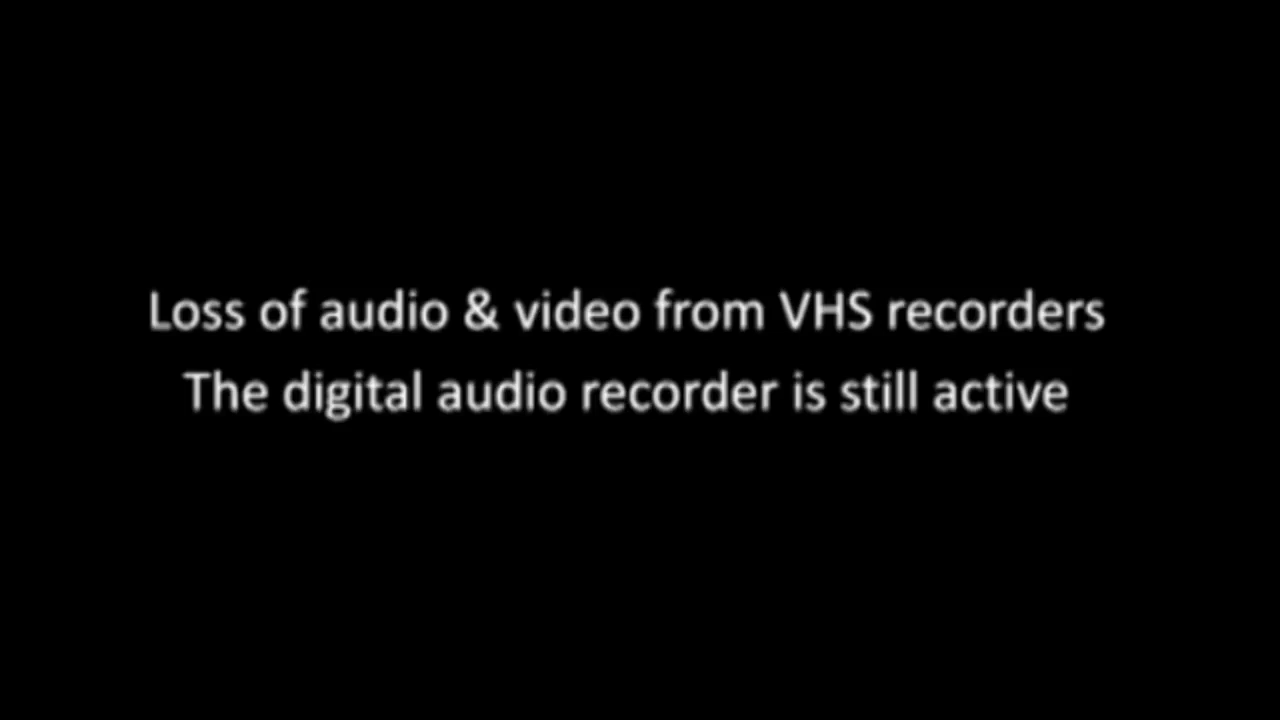 Loss of audio & video from VHS recorders
The digital audio recorder is still active